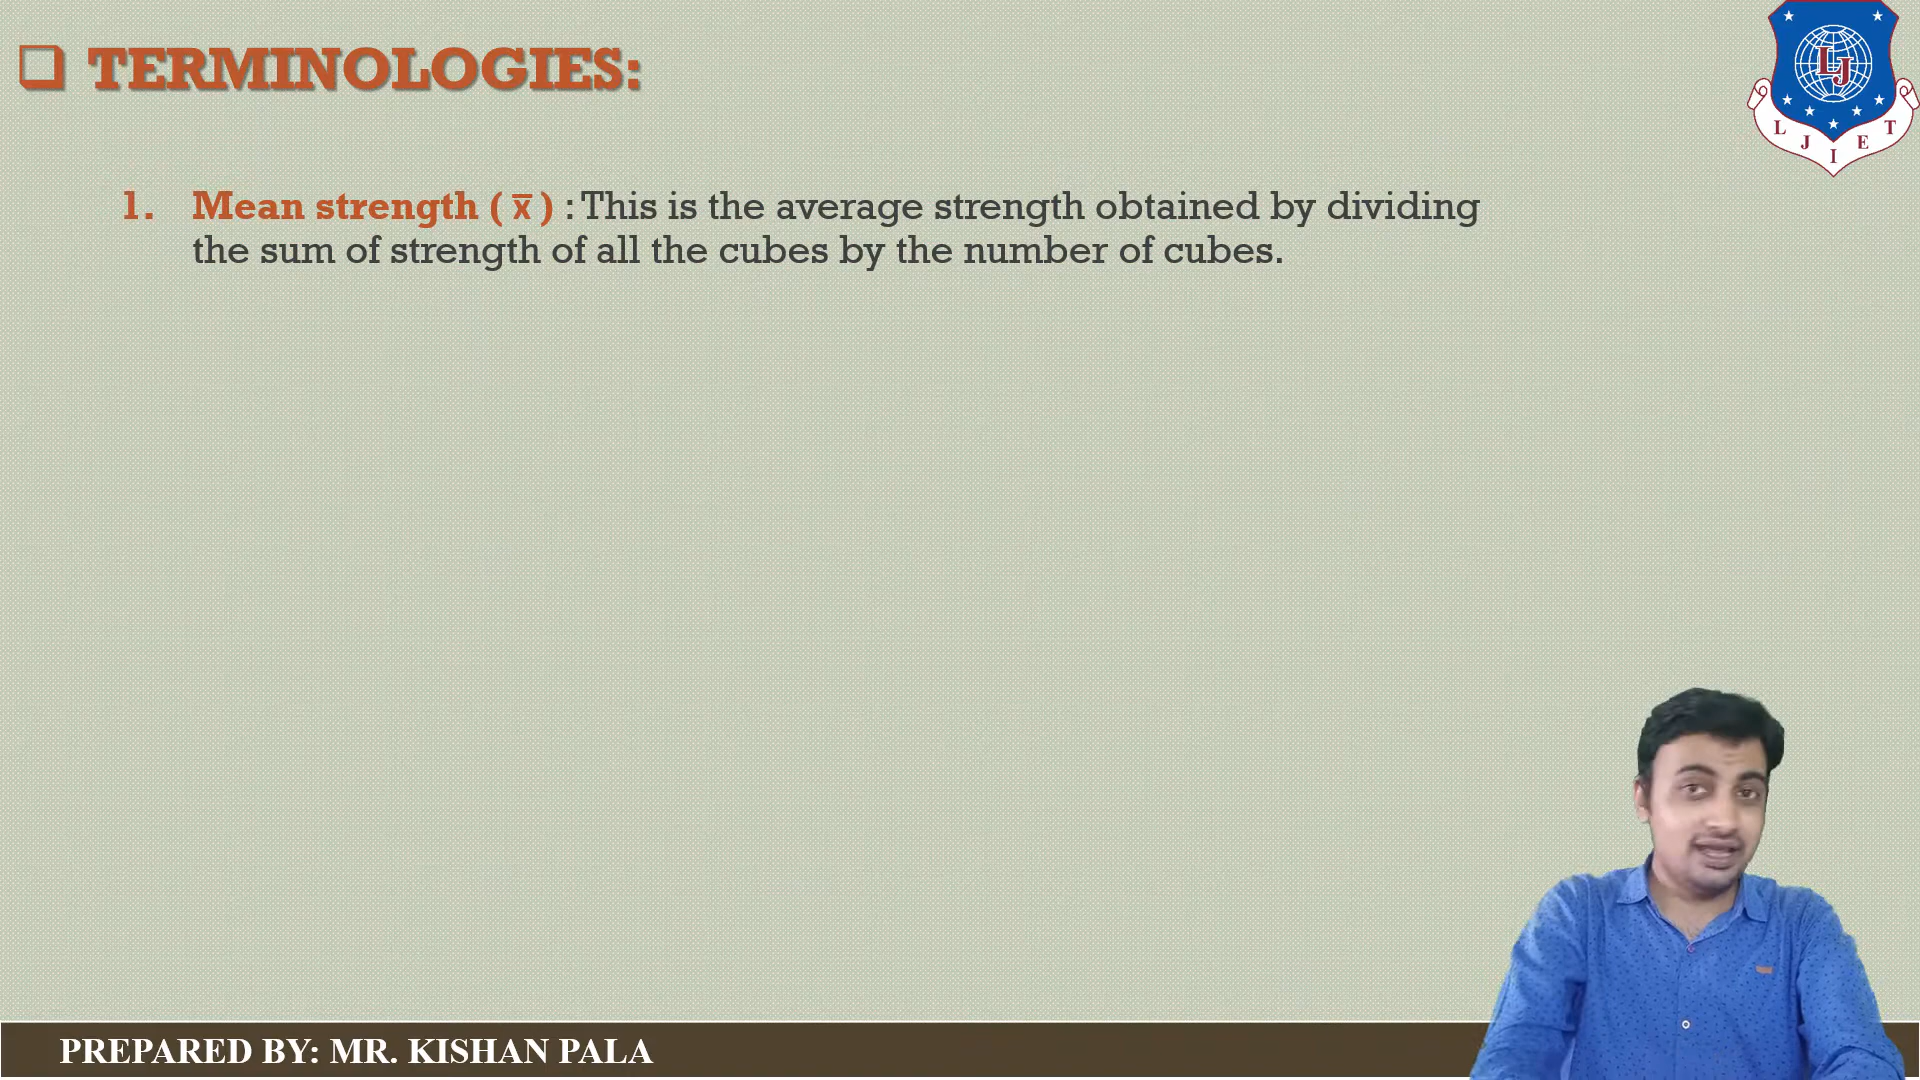 TERMINOLOGIES:
LJ
L J I E T
1. Mean strength ( x̅ ) : This is the average strength obtained by dividing
the sum of strength of all the cubes by the number of cubes.
PREPARED BY: MR. KISHAN PALA